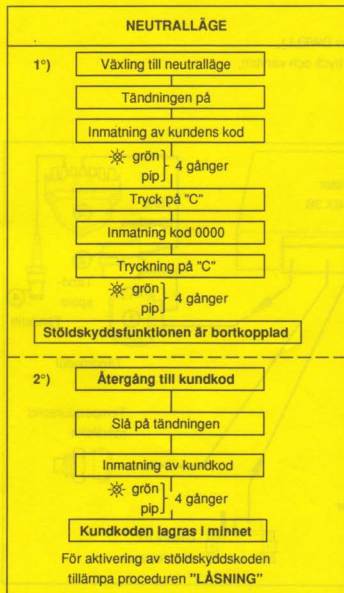 NEUTRALLÄGE
1°)
Växling till neutralläge
Tändningen på
Inmatning av kundens kod
grön
pip
4 gånger
Tryck på "C"
Inmatning kod 0000
Tryckning på "C"
grön
pip
4 gånger
Stöldskyddsfunktionen är bortkopplad
2°)
Återgång till kundkod
Slå på tändningen
Inmatning av kundkod
grön
pip
4 gånger
Kundkoden lagras I minnet
För aktivering av stöldskyddskoden
tillämpa proceduren "LÅSNING"